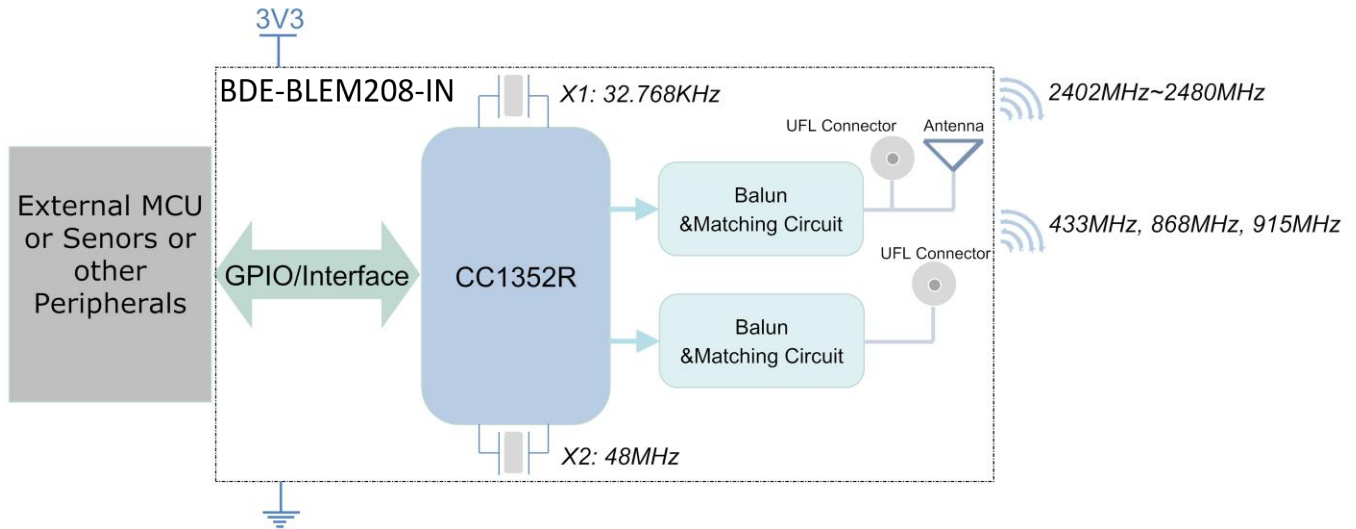 3V3
BDE-BLEM208-IN
X1: 32.768KHz
2402MHz~2480MHz
UFL Connector
Antenna
External MCU
or Senors or
other
Peripherals
GPIO/Interface
CC1352R
Balun
&Matching Circuit
433MHz, 868MHz, 915MHz
UFL Connector
Balun
&Matching Circuit
X2: 48MHz